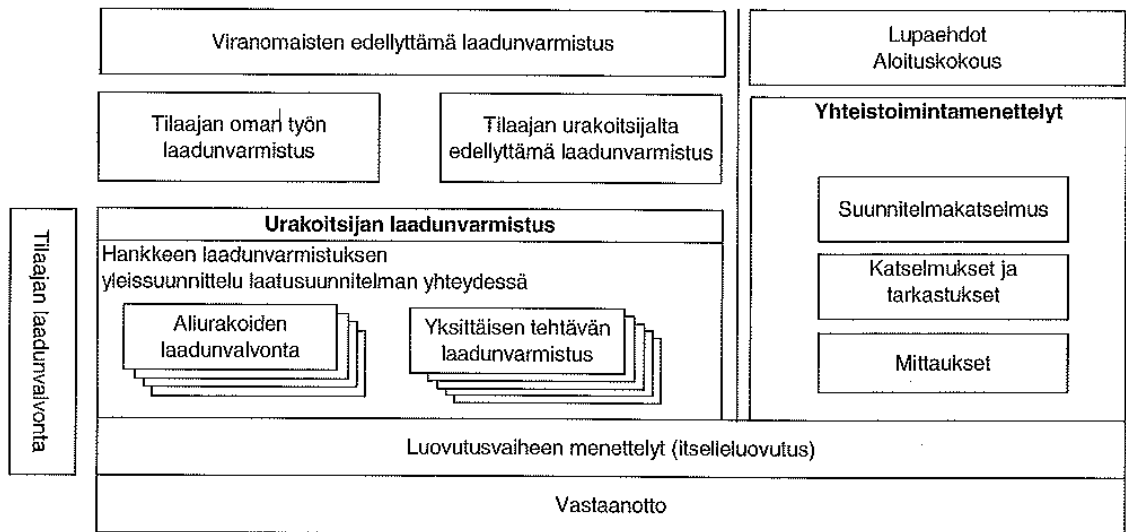 Viranomaisten edellyttämä laadunvarmistus
Lupaehdot
Aloituskokous
Tilaajan oman työn
laadunvarmistus
Tilaajan urakoitsijalta
edellyttämä laadunvarmistus
Yhteistoimintamenettelyt
Suunnitelmakatselmus
Katselmukset ja
tarkastukset
Mittaukset
Tilaajan laadunvalvonta
Urakoitsijan laadunvarmistus
Hankkeen laadunvarmistuksen
yleissuunnittelu laatusuunnitelman yhteydessä
Aliurakoiden
laadunvalvonta
Yksittäisen tehtävän
laadunvarmistus
Luovutusvaiheen menettelyt (itselleluovutus)
Vastaanotto